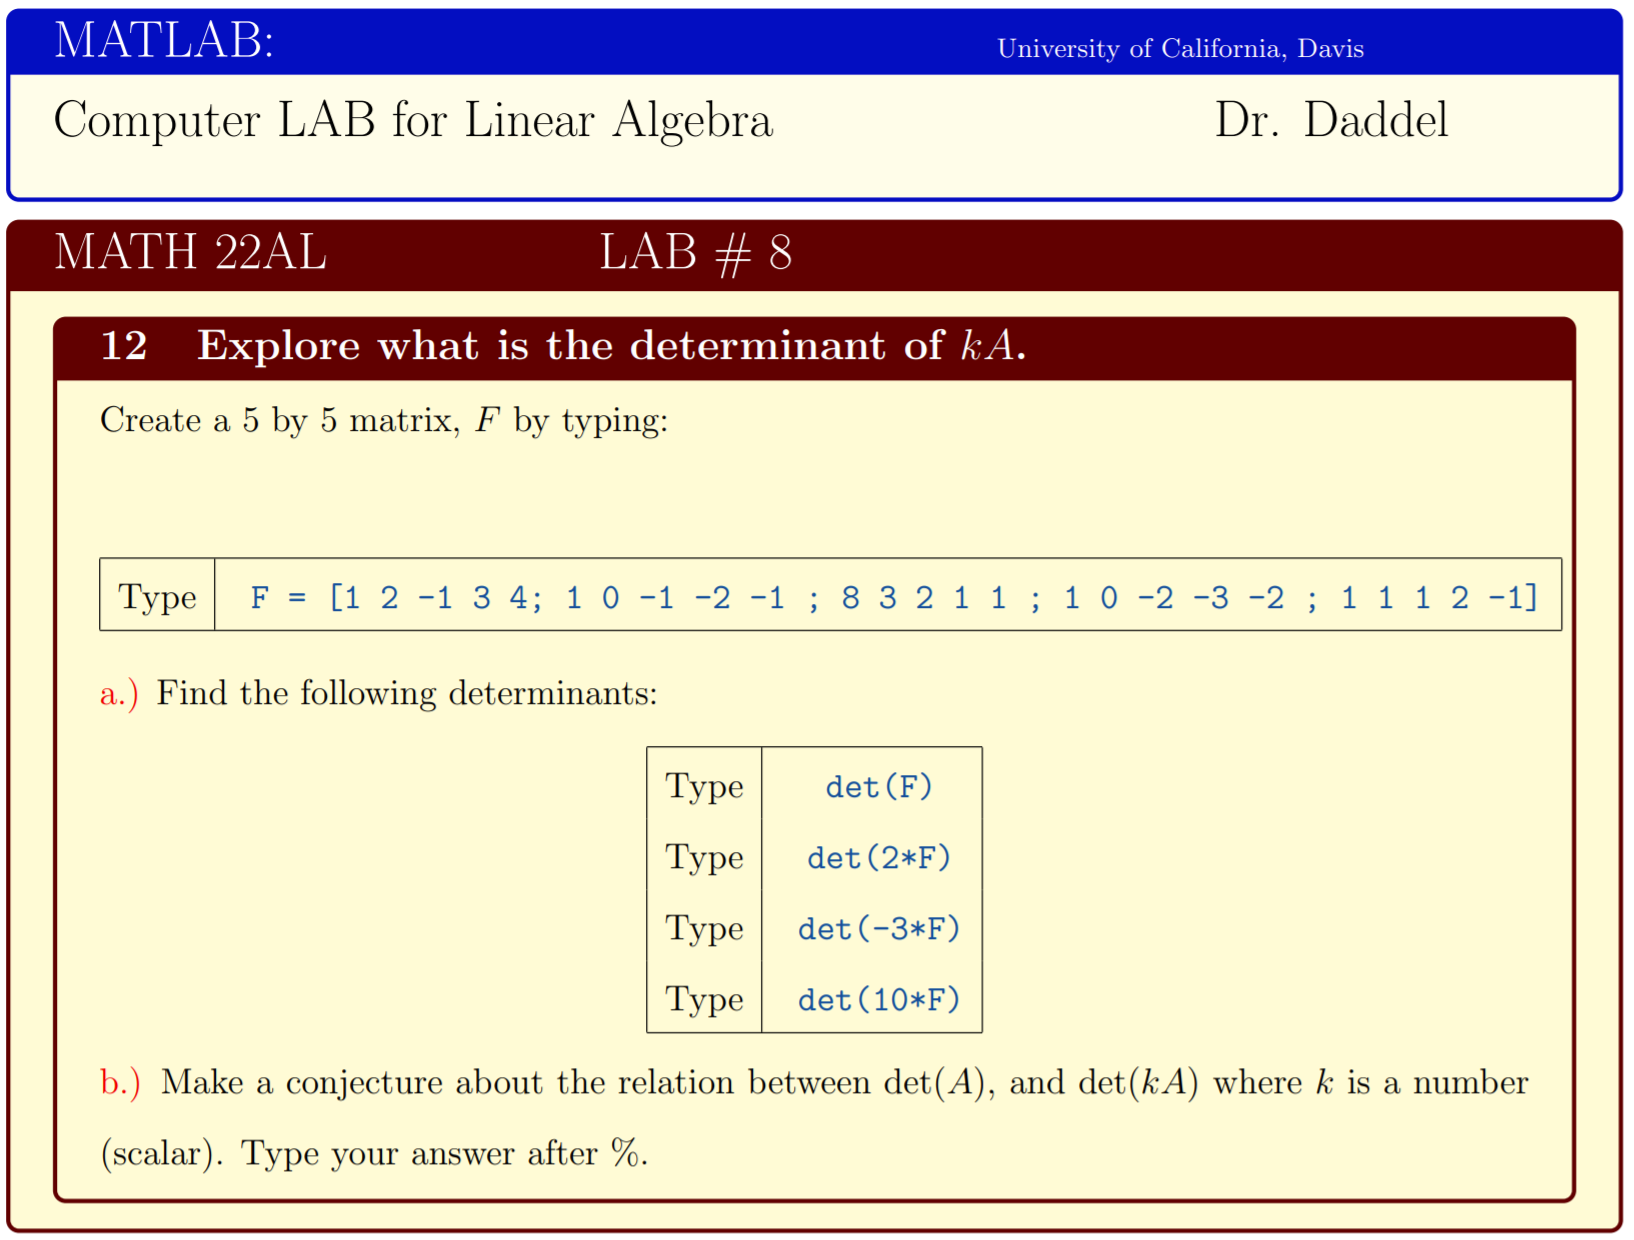 MATLAB: University of California, Davis
Computer LAB for Linear Algebra Dr. Daddel
MATH 22AL LAB # 8
12 Explore what is the determinant of kA.
Create a 5 by 5 matrix, F by typing:
Type F = [1 2 -1 3 4; 1 0 -1 -2 -1 ; 8 3 2 1 1 ; 1 0 -2 -3 -2 ; 1 1 1 2 -1]
a.) Find the following determinants:
Type det(F)
Type det(2*F)
Type det(-3*F)
Type det(10*F)
b.) Make a conjecture about the relation between det(A), and det(kA) where k is a number
(scalar). Type your answer after %.